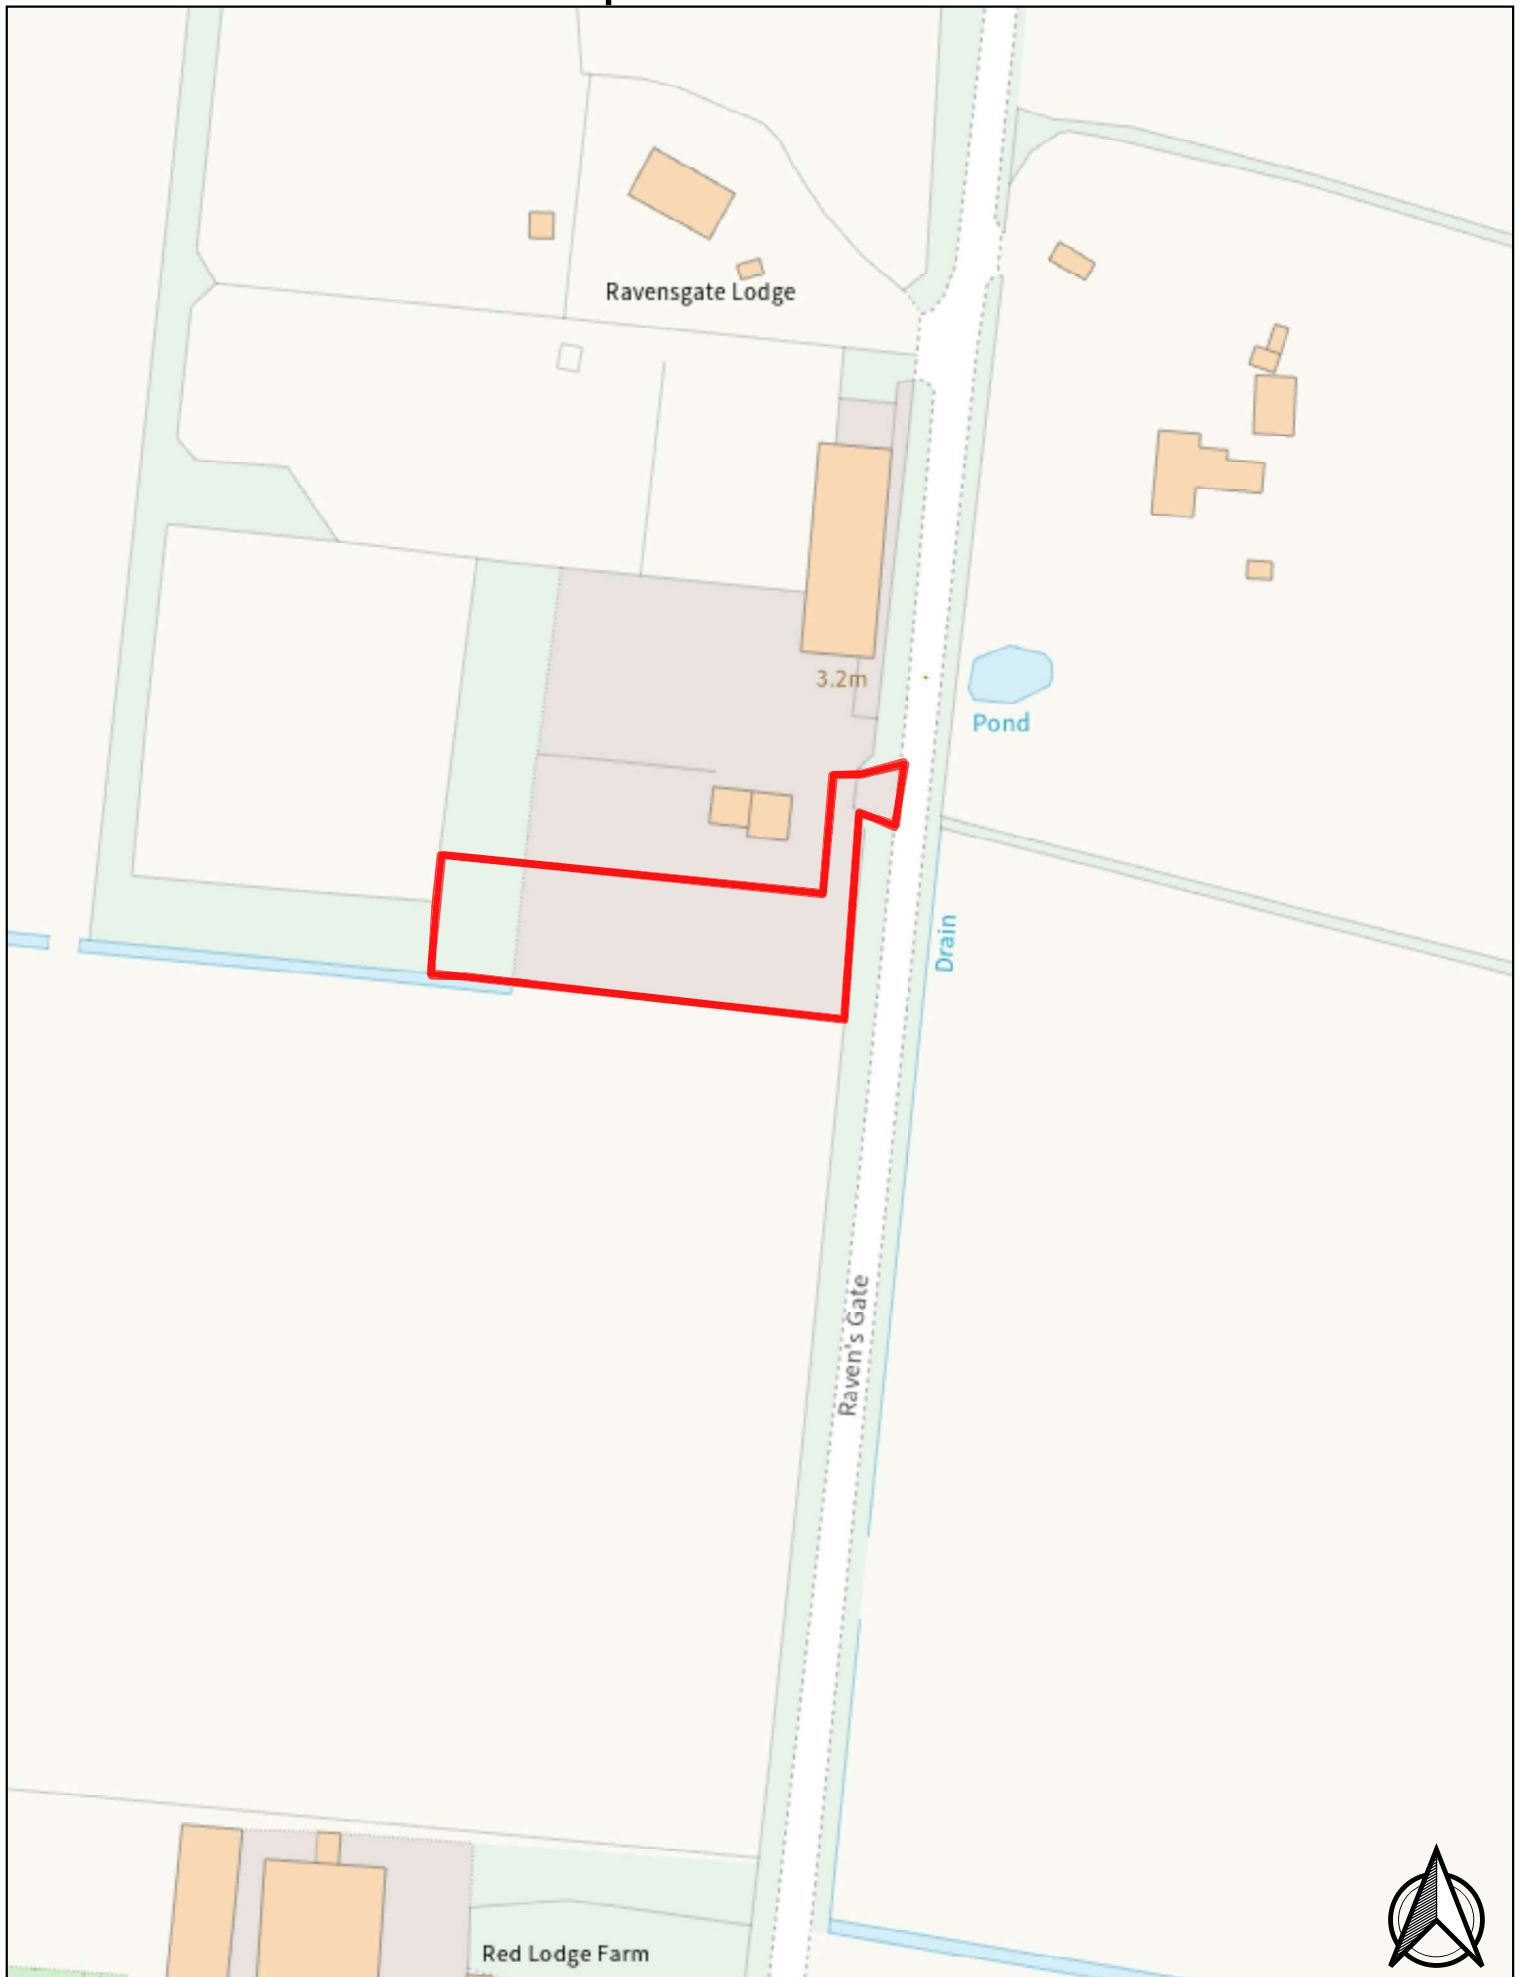 Ravensgate Lodge
3.2m
Pond
Drain
Raven's Gate
Red Lodge Farm